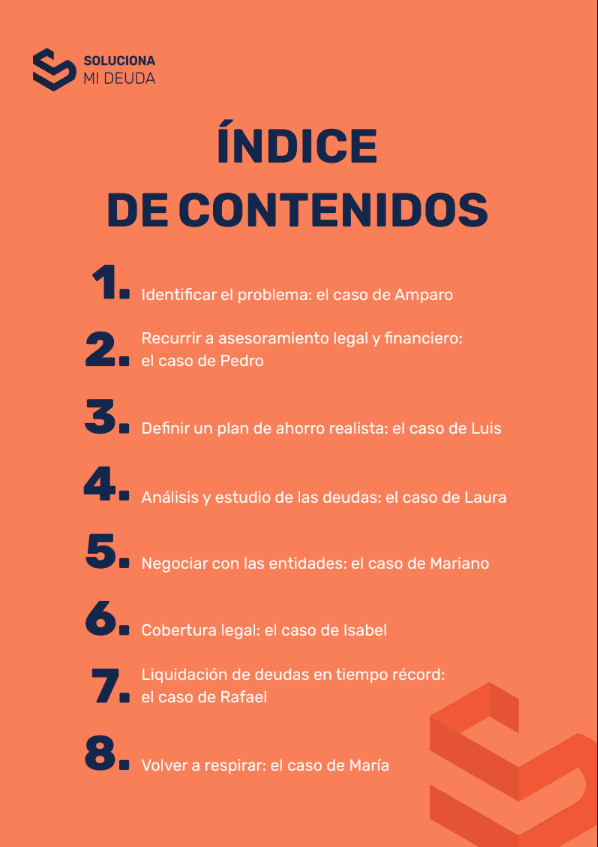 SOLUCIONA
MI DEUDA
ÍNDICE
DE CONTENIDOS
1. Identificar el problema: el caso de Amparo
2. Recurrir a asesoramiento legal y financiero:
el caso de Pedro
3. Definir un plan de ahorro realista: el caso de Luis
4. Análisis y estudio de las deudas: el caso de Laura
5. Negociar con las entidades: el caso de Mariano
6. Cobertura legal: el caso de Isabel
7. Liquidación de deudas en tiempo récord:
el caso de Rafael
8. Volver a respirar: el caso de María